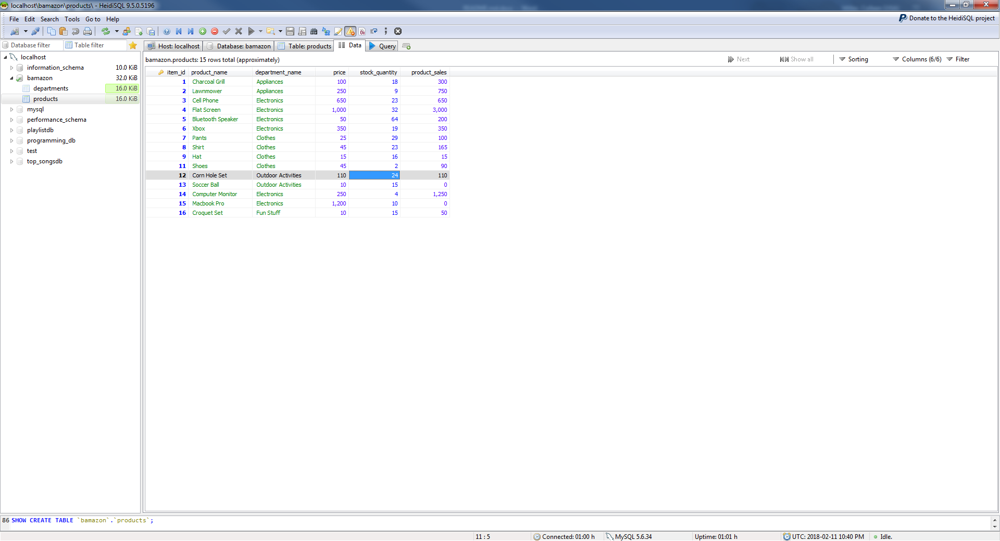 localhost\bamazon\products\ - HeidiSQL 9.5.0.5196
File Edit Search Tools Go to Help
Donate to the HeidiSQL project
Database filter Table filter
Host: localhost Database: bamazon Table: products Data Query
localhost
information_schema 10.0 KiB
bamazon 32.0 KiB
departments 16.0 KiB
products 16.0 KiB
mysql
performance_schema
playlistdb
programming_db
test
top_songsdb
bamazon.products: 15 rows total (approximately)
Next Show all Sorting Columns (6/6) Filter
item_id product_name department_name price stock_quantity product_sales
1 Charcoal Grill Appliances 100 18 300
2 Lawnmower Appliances 250 9 750
3 Cell Phone Electronics 650 23 650
4 Flat Screen Electronics 1,000 32 3,000
5 Bluetooth Speaker Electronics 50 64 200
6 Xbox Electronics 350 19 350
7 Pants Clothes 25 29 100
8 Shirt Clothes 45 23 165
9 Hat Clothes 15 16 15
11 Shoes Clothes 45 2 90
12 Corn Hole Set Outdoor Activities 110 24 110
13 Soccer Ball Outdoor Activities 10 15 0
14 Computer Monitor Electronics 250 4 1,250
15 Macbook Pro Electronics 1,200 10 0
16 Croquet Set Fun Stuff 10 15 50
86 SHOW CREATE TABLE `bamazon`.`products`;
11 : 5 Connected: 01:00 h MySQL 5.6.34 Uptime: 01:01 h UTC: 2018-02-11 10:40 PM Idle.